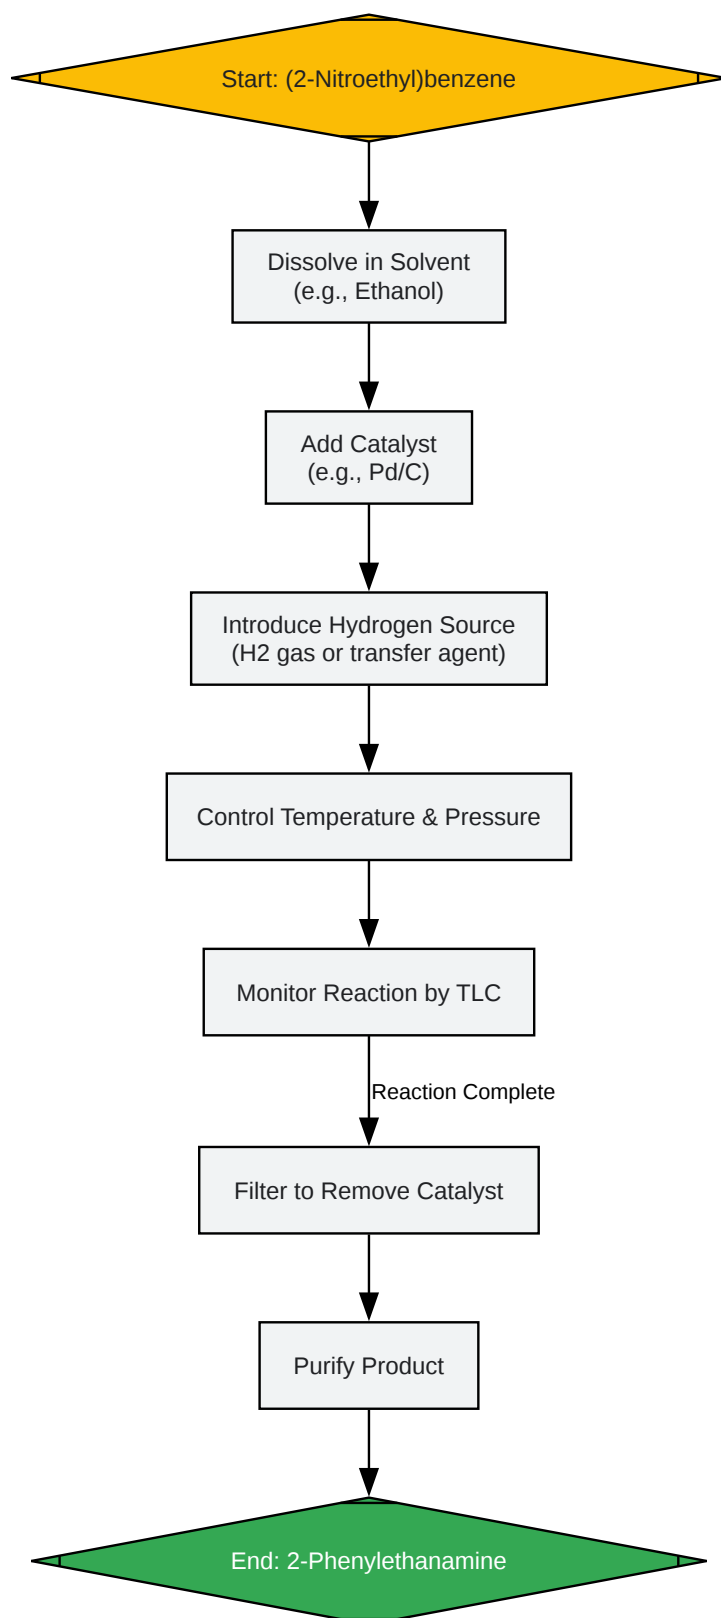 Start: (2-Nitroethyl)benzene
Dissolve in Solvent
(e.g., Ethanol)
Add Catalyst
(e.g., Pd/C)
Introduce Hydrogen Source
(H2 gas or transfer agent)
Control Temperature & Pressure
Monitor Reaction by TLC
Reaction Complete
Filter to Remove Catalyst
Purify Product
End: 2-Phenylethanamine